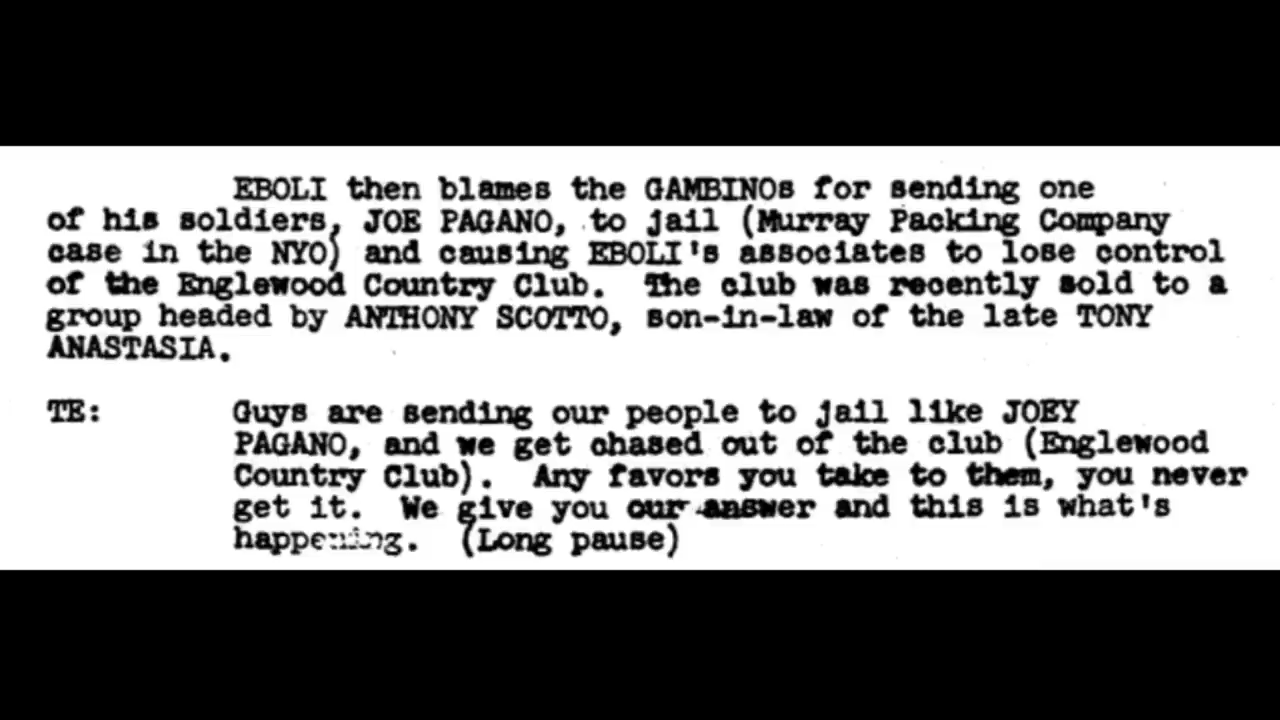 EBOLI then blames the GAMBINOs for sending one
of his soldiers, JOE PAGANO, to jail (Murray Packing Company
case in the NYO) and causing EBOLI's associates to lose control
of the Englewood Country Club. The club was recently sold to a
group headed by ANTHONY SCOTTO, son-in-law of the late TONY
ANASTASIA.
TE: Guys are sending our people to jail like JOEY
PAGANO, and we get chased out of the club (Englewood
Country Club). Any favors you take to them, you never
get it. We give you our answer and this is what's
happening. (Long pause)